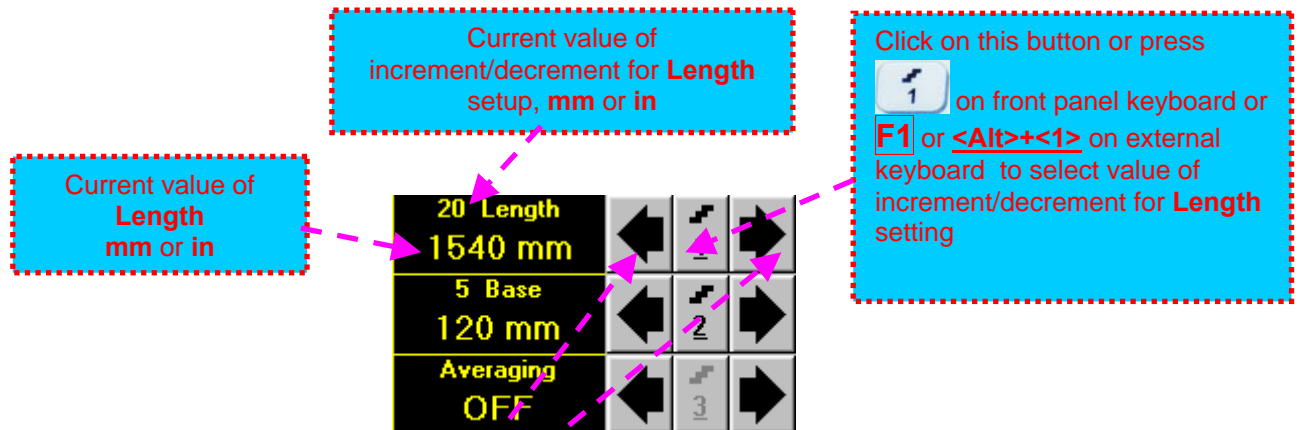 Current value of
increment/decrement for Length
setup, mm or in
Click on this button or press
1 on front panel keyboard or
F1 or <Alt>+<1> on external
keyboard to select value of
increment/decrement for Length
setting
Current value of
Length
mm or in
20 Length
1540 mm
1
5 Base
120 mm
2
Averaging
OFF
3